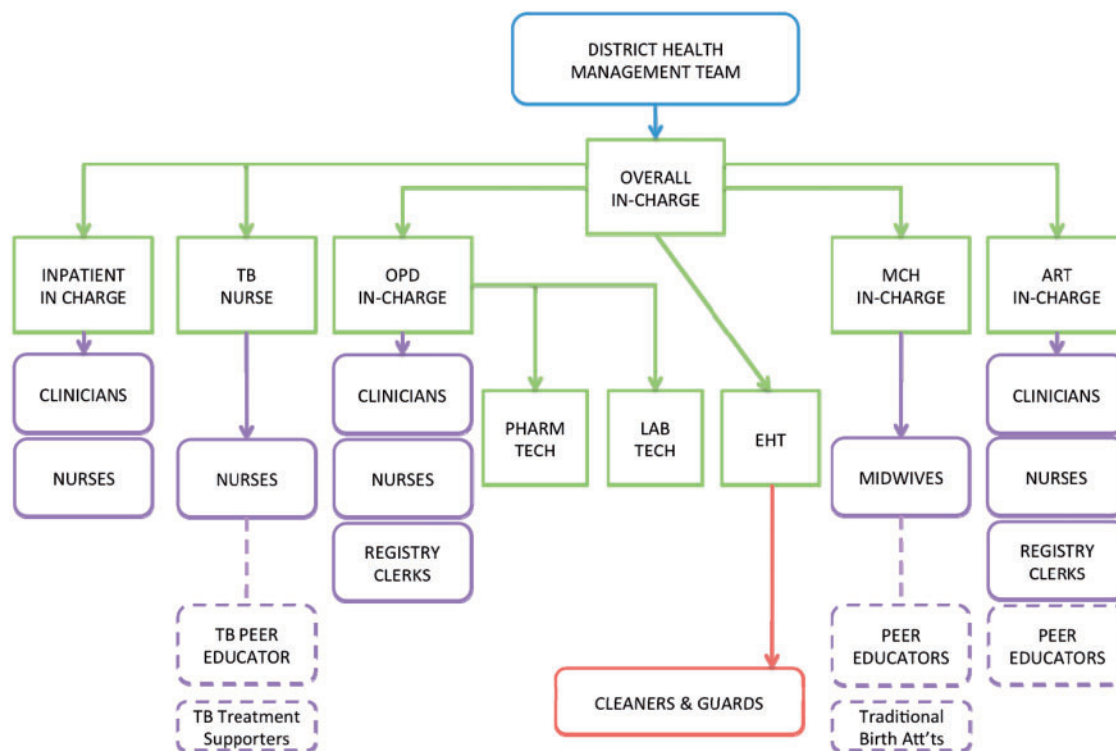 DISTRICT HEALTH
MANAGEMENT TEAM
OVERALL
IN-CHARGE
INPATIENT
IN CHARGE
TB
NURSE
OPD
IN-CHARGE
MCH
IN-CHARGE
ART
IN-CHARGE
CLINICIANS
CLINICIANS
CLINICIANS
PHARM
TECH
LAB
TECH
EHT
NURSES
NURSES
NURSES
MIDWIVES
NURSES
REGISTRY
CLERKS
REGISTRY
CLERKS
TB PEER
EDUCATOR
PEER
EDUCATORS
PEER
EDUCATORS
CLEANERS & GUARDS
TB Treatment
Supporters
Traditional
Birth Att'ts